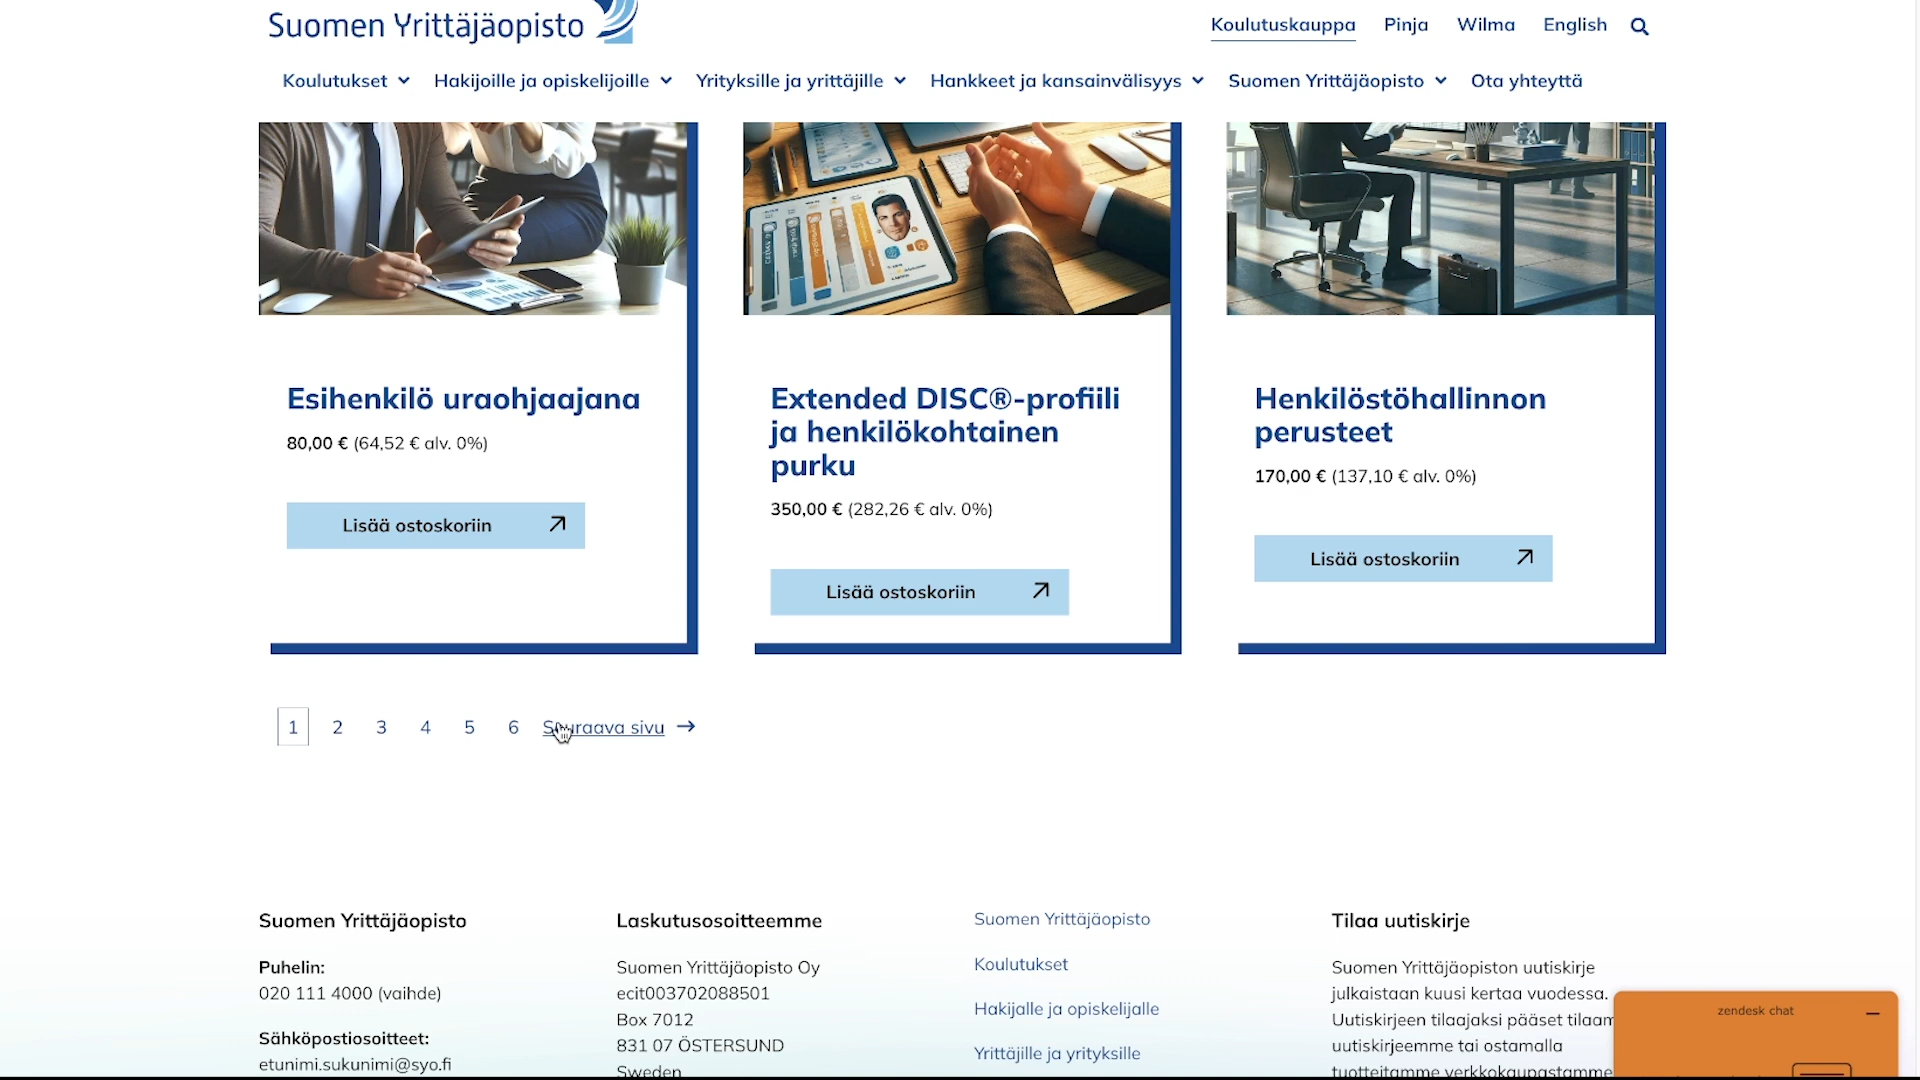 Suomen Yrittäjäopisto
Koulutuskauppa Pinja Wilma English
Koulutukset Hakijoille ja opiskelijoille Yrityksille ja yrittäjille Hankkeet ja kansainvälisyys Suomen Yrittäjäopisto Ota yhteyttä
Esihenkilö uraohjaajana
80,00 € (64,52 € alv. 0%)
Lisää ostoskoriin
Extended DISC®-profiili
ja henkilökohtainen
purku
350,00 € (282,26 € alv. 0%)
Lisää ostoskoriin
Henkilöstöhallinnon
perusteet
170,00 € (137,10 € alv. 0%)
Lisää ostoskoriin
1 2 3 4 5 6 Seuraava sivu →
Suomen Yrittäjäopisto
Puhelin:
020 111 4000 (vaihde)
Sähköpostiosoitteet:
etunimi.sukunimi@syo.fi
Laskutusosoitteemme
Suomen Yrittäjäopisto Oy
ecit003702088501
Box 7012
831 07 ÖSTERSUND
Sweden
Suomen Yrittäjäopisto
Koulutukset
Hakijalle ja opiskelijalle
Yrittäjille ja yrityksille
Tilaa uutiskirje
Suomen Yrittäjäopiston uutiskirje
julkaistaan kuusi kertaa vuodessa.
Uutiskirjeen tilaajaksi pääset tilaam
uutiskirjeemme tai ostamalla
tuotteitamme verkkokaupastamme
zendesk chat